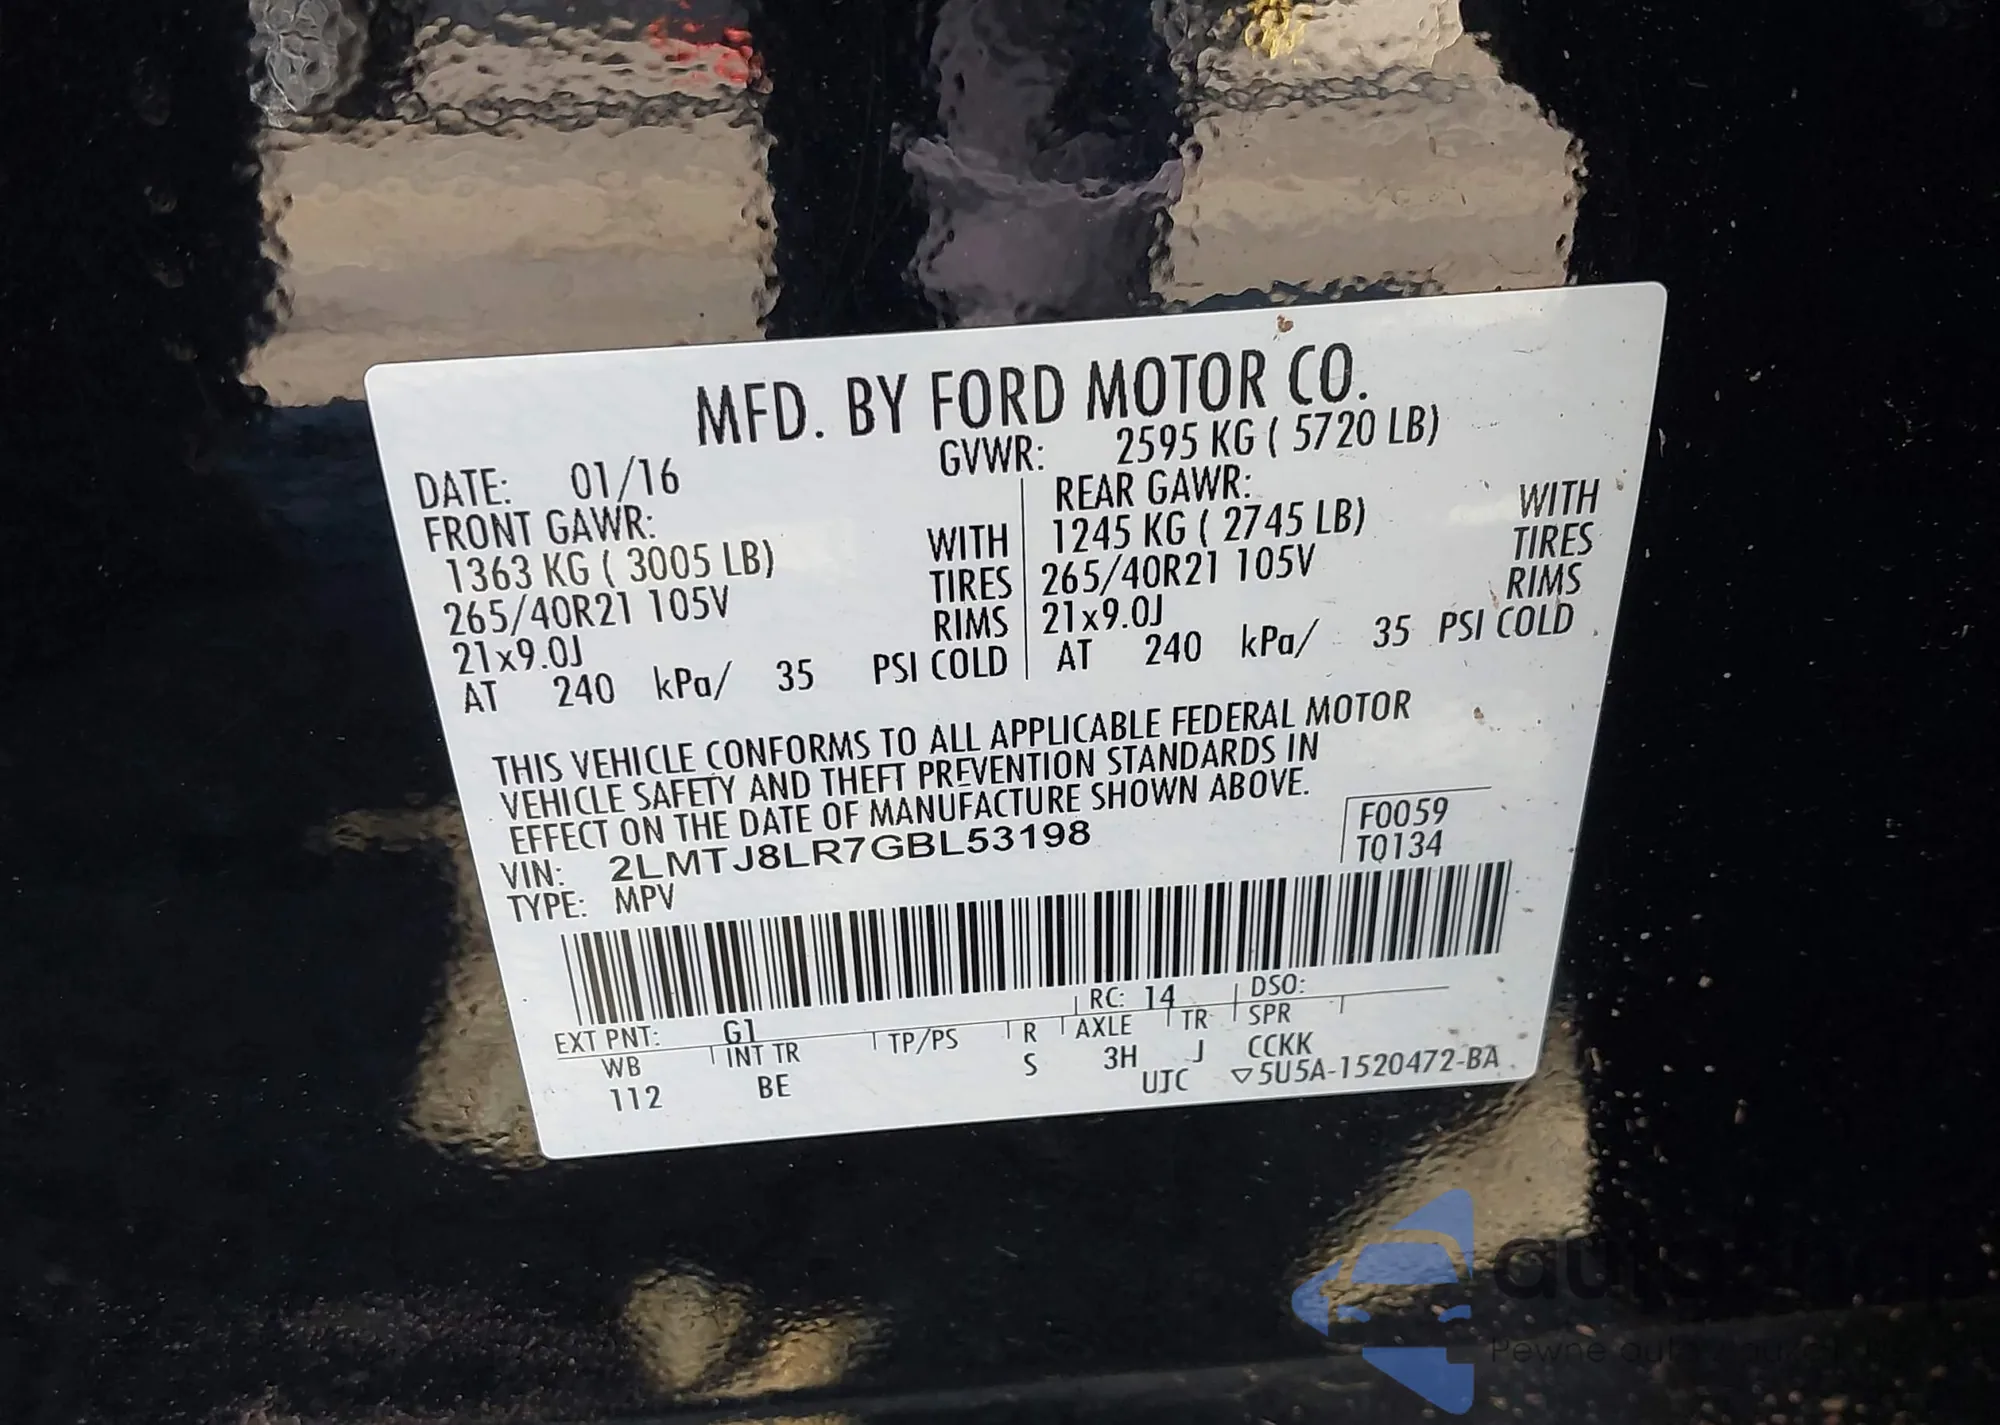 MFD. BY FORD MOTOR CO.
DATE: 01/16 GVWR: 2595 KG ( 5720 LB)
FRONT GAWR: REAR GAWR:
1363 KG ( 3005 LB) WITH 1245 KG ( 2745 LB) WITH
265/40R21 105V TIRES 265/40R21 105V TIRES
21x9.0J RIMS 21x9.0J RIMS
AT 240 kPa/ 35 PSI COLD AT 240 kPa/ 35 PSI COLD
THIS VEHICLE CONFORMS TO ALL APPLICABLE FEDERAL MOTOR
VEHICLE SAFETY AND THEFT PREVENTION STANDARDS IN
EFFECT ON THE DATE OF MANUFACTURE SHOWN ABOVE.
VIN: 2LMTJ8LR7GBL53198 F0059
TYPE: MPV T0134
EXT PNT: G1 RC: 14 DSO:
WB INT TR TP/PS R AXLE TR SPR
112 BE S 3H J CCKK
UJC ▽5U5A-1520472-BA
Pewne auto